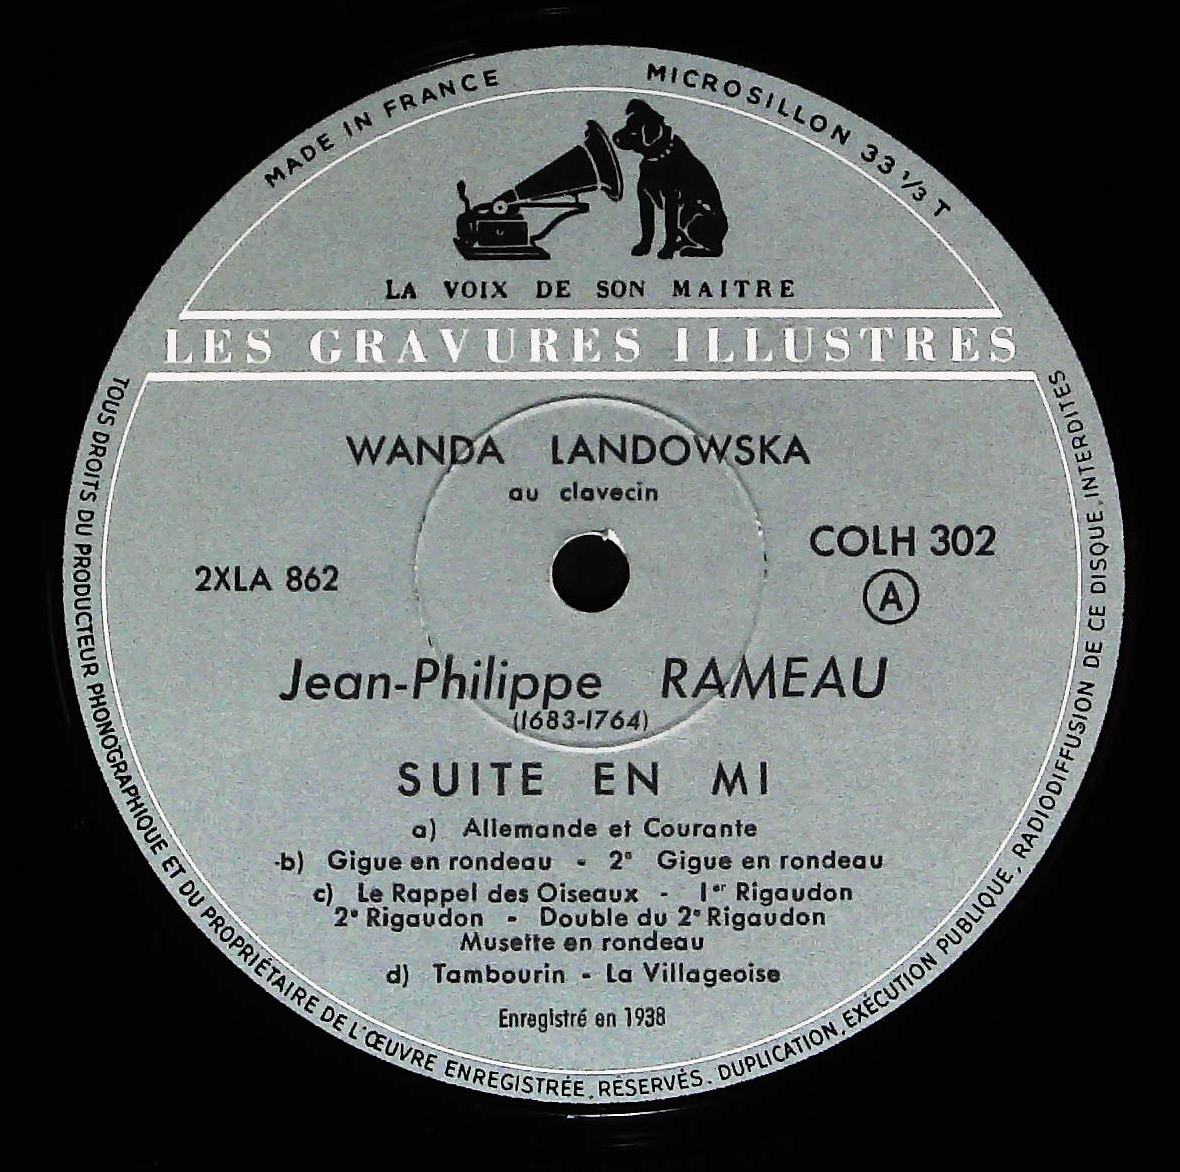 MADE IN FRANCE
MICROSILLON 33 1/3 T
LA VOIX DE SON MAITRE
LES GRAVURES ILLUSTRES
WANDA LANDOWSKA
au clavecin
COLH 302
A
2XLA 862
Jean-Philippe RAMEAU
(1683-1764)
SUITE EN MI
a) Allemande et Courante
b) Gigue en rondeau - 2e Gigue en rondeau
c) Le Rappel des Oiseaux - 1er Rigaudon
2e Rigaudon - Double du 2e Rigaudon
Musette en rondeau
d) Tambourin - La Villageoise
Enregistré en 1938
TOUS DROITS DU PRODUCTEUR PHONOGRAPHIQUE ET DU PROPRIÉTAIRE DE L'ŒUVRE ENREGISTRÉE, RÉSERVÉS. DUPLICATION, EXÉCUTION PUBLIQUE, RADIODIFFUSION DE CE DISQUE, INTERDITES